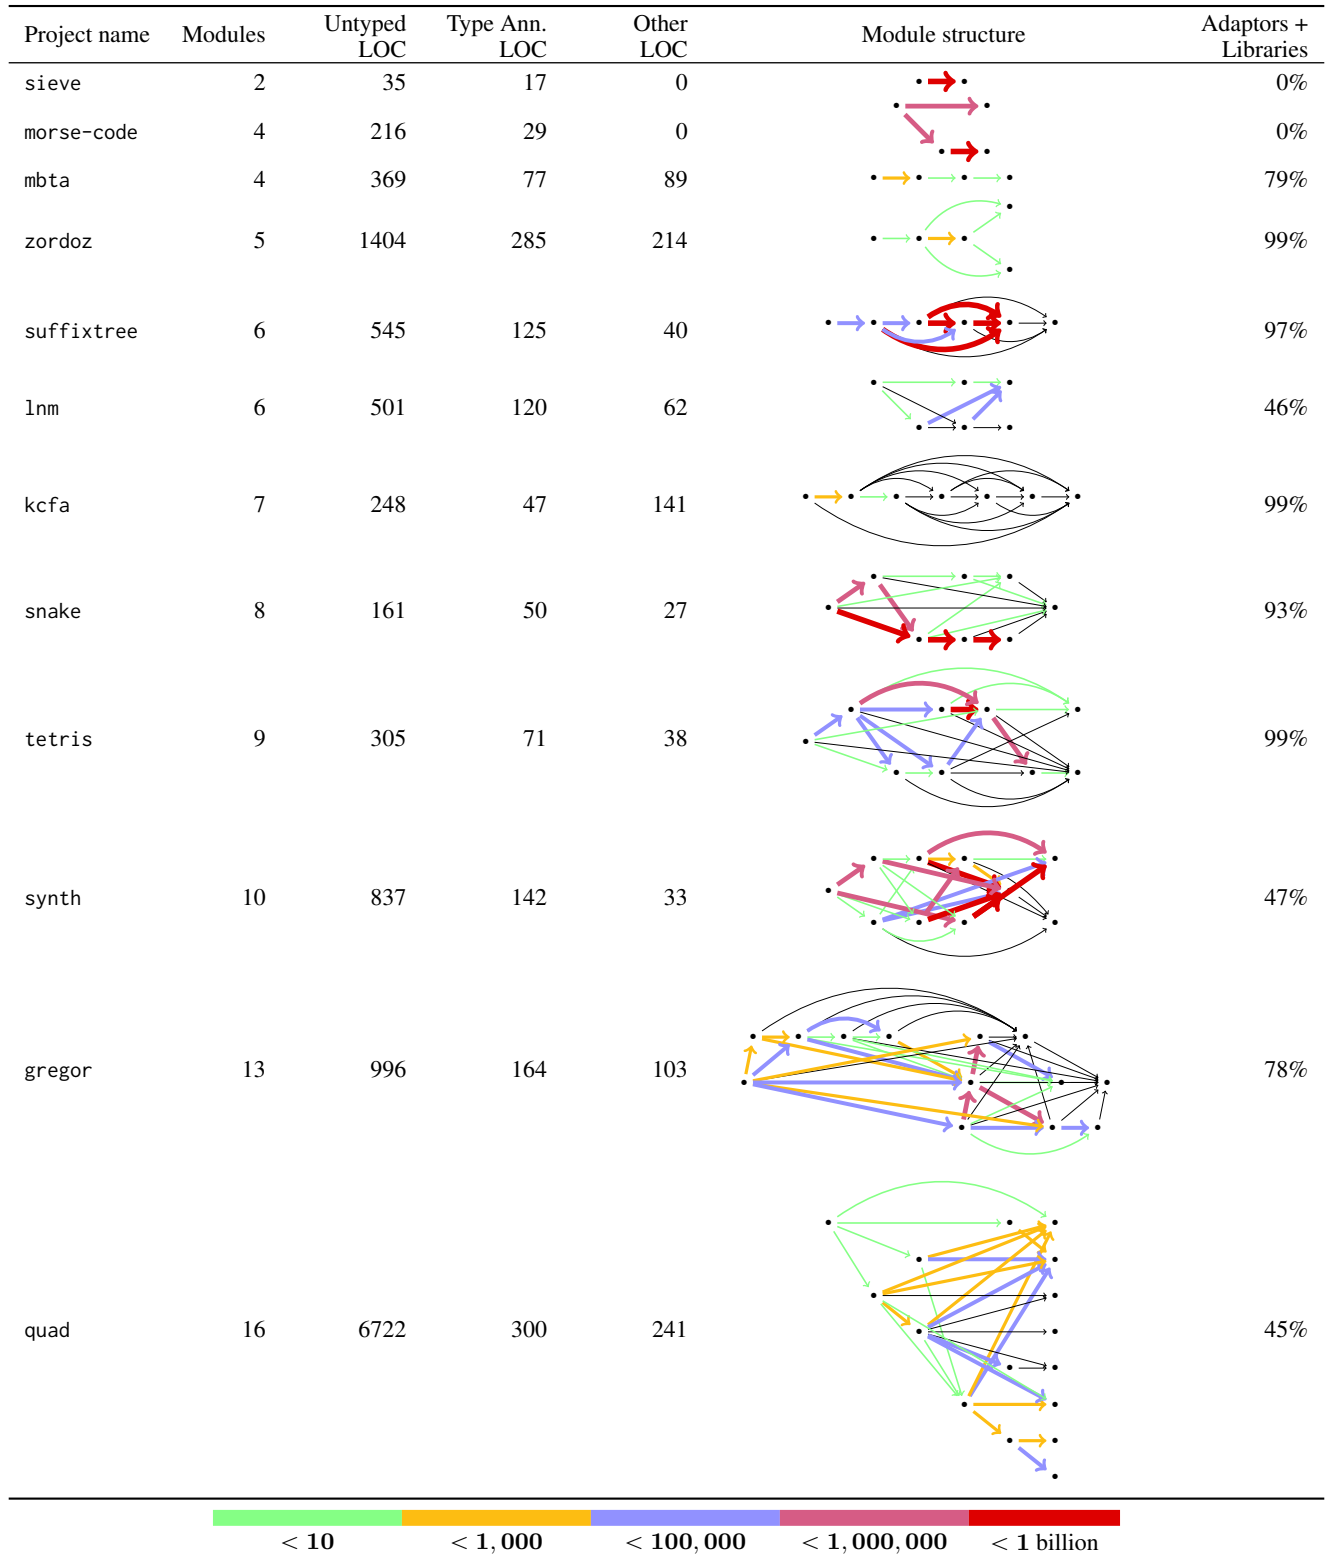 Project name Modules Untyped LOC Type Ann. LOC Other LOC Module structure Adaptors + Libraries
sieve 2 35 17 0 0%
morse-code 4 216 29 0 0%
mbta 4 369 77 89 79%
zordoz 5 1404 285 214 99%
suffixtree 6 545 125 40 97%
lnm 6 501 120 62 46%
kcfa 7 248 47 141 99%
snake 8 161 50 27 93%
tetris 9 305 71 38 99%
synth 10 837 142 33 47%
gregor 13 996 164 103 78%
quad 16 6722 300 241 45%
< 10 < 1,000 < 100,000 < 1,000,000 < 1 billion